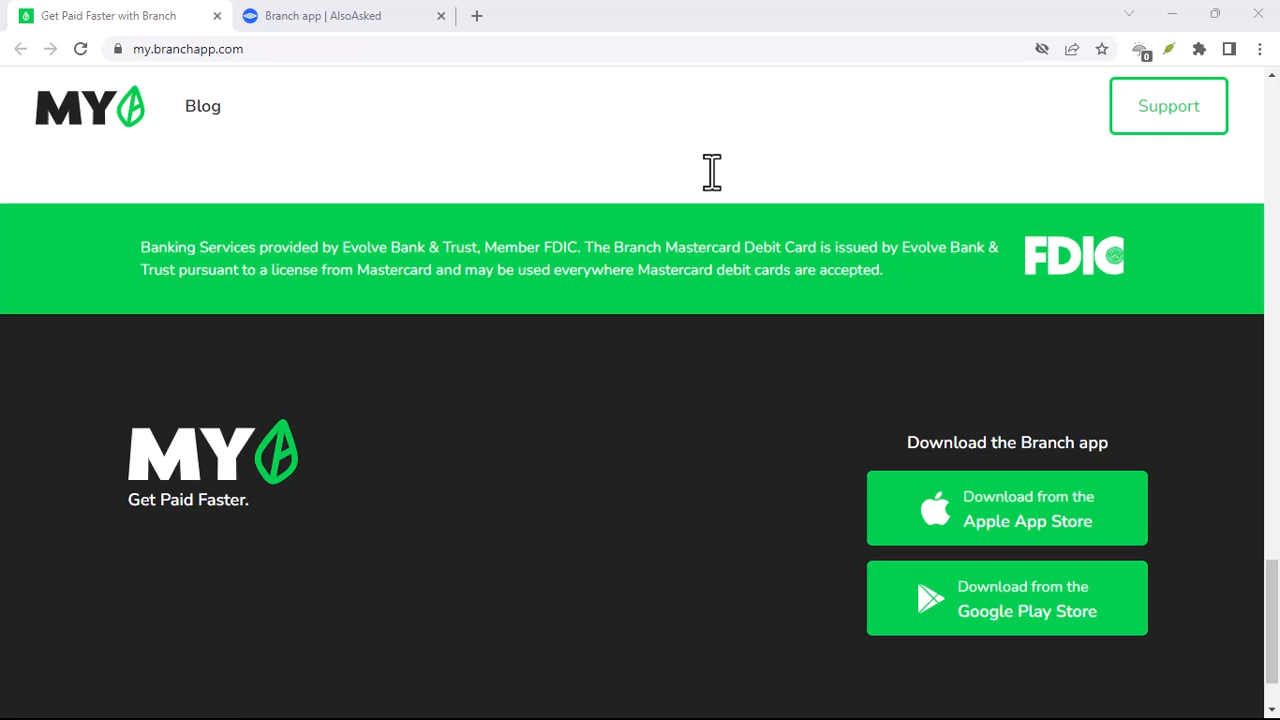 Get Paid Faster with Branch
Branch app | AlsoAsked
my.branchapp.com
0
MY
Blog
Support
Banking Services provided by Evolve Bank & Trust, Member FDIC. The Branch Mastercard Debit Card is issued by Evolve Bank &
Trust pursuant to a license from Mastercard and may be used everywhere Mastercard debit cards are accepted.
FDIC
MY
Get Paid Faster.
Download the Branch app
Download from the
Apple App Store
Download from the
Google Play Store